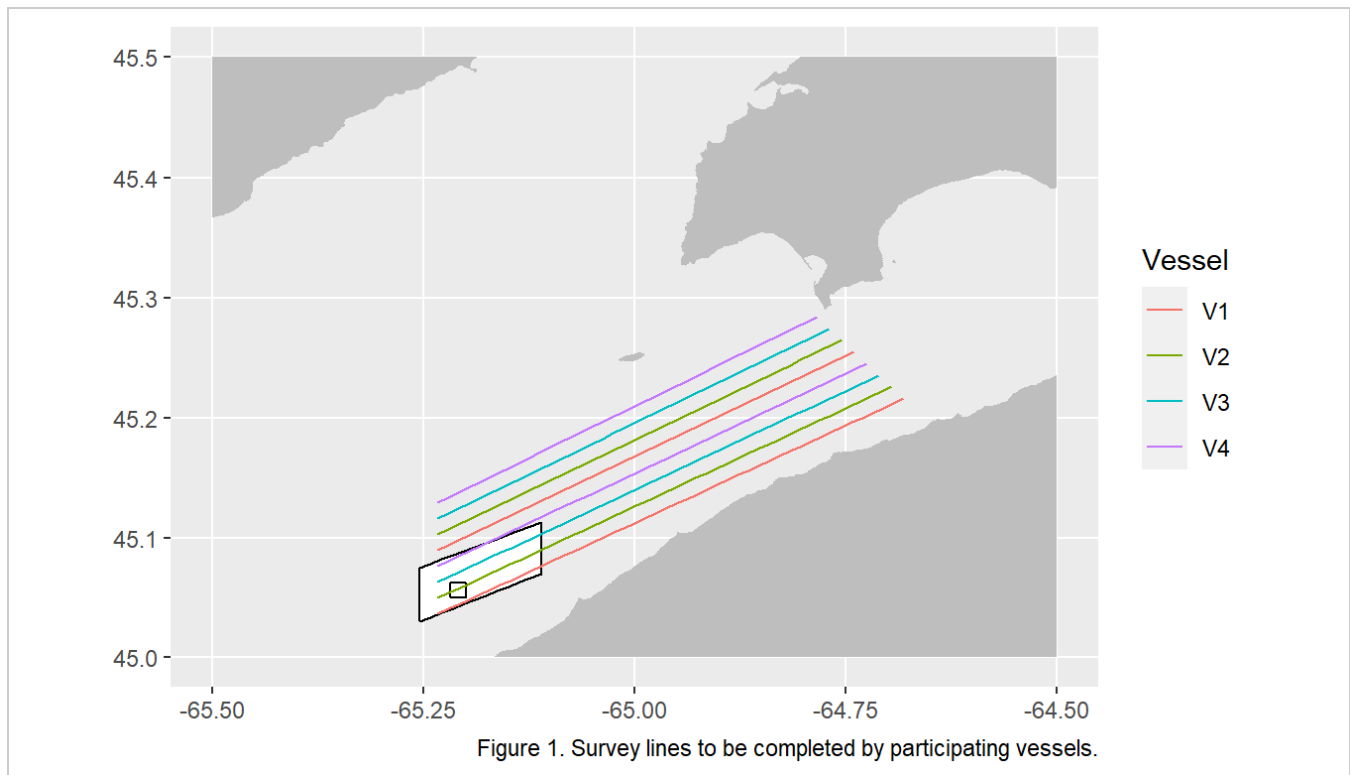 45.5
45.4
45.3
45.2
45.1
45.0
-65.50
-65.25
-65.00
-64.75
-64.50
Vessel
V1
V2
V3
V4
Figure 1. Survey lines to be completed by participating vessels.